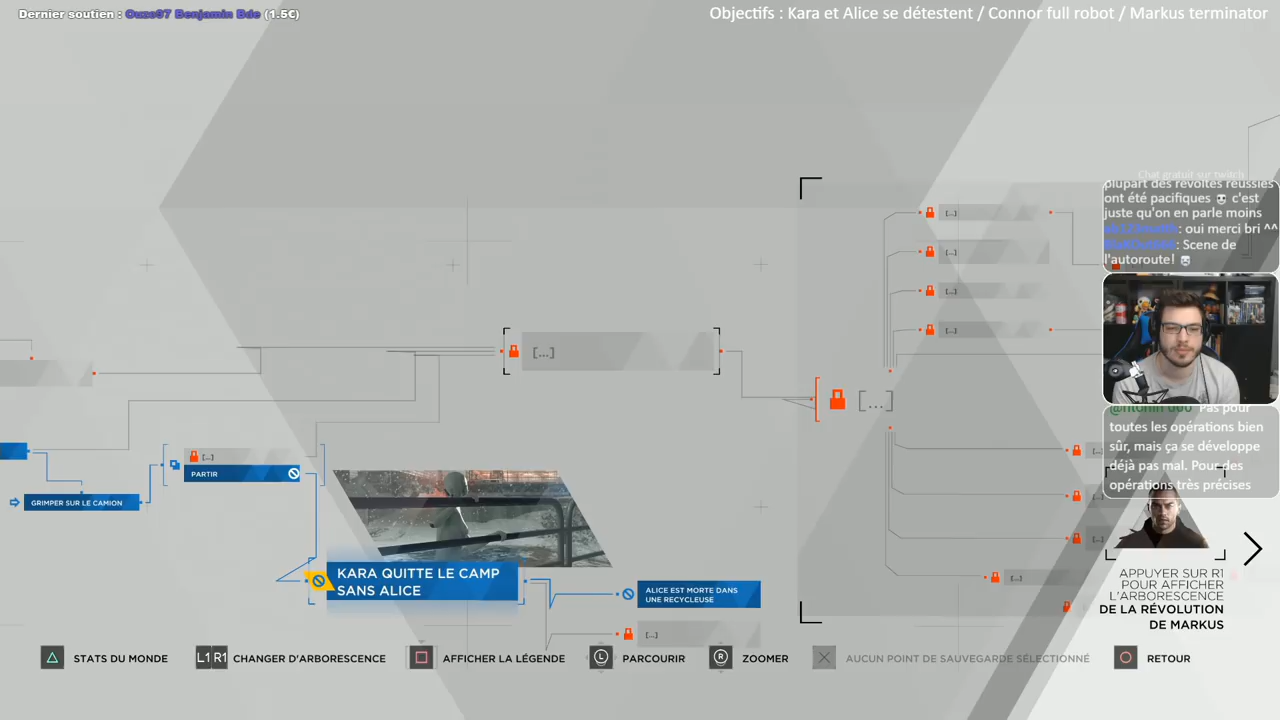 Dernier soutien : Ouzo97 Benjamin Bde (1.5€)
Objectifs : Kara et Alice se détestent / Connor full robot / Markus terminator
Chat gratuit sur twitch
plupart des révoltes réussies
ont été pacifiques c'est
juste qu'on en parle moins
: oui merci bri ^^
: Scene de
l'autoroute!
[...]
[...]
[...]
[...]
[...]
[...]
[...]
PARTIR
GRIMPER SUR LE CAMION
KARA QUITTE LE CAMP
SANS ALICE
ALICE EST MORTE DANS
UNE RECYCLEUSE
[...]
[...]
Pas pour
toutes les opérations bien
sûr, mais ça se développe
déjà pas mal. Pour des
opérations très précises
APPUYER SUR R1
POUR AFFICHER
L'ARBORESCENCE
DE LA RÉVOLUTION
DE MARKUS
STATS DU MONDE
L1 R1 CHANGER D'ARBORESCENCE
AFFICHER LA LÉGENDE
L PARCOURIR
R ZOOMER
AUCUN POINT DE SAUVEGARDE SÉLECTIONNÉ
RETOUR